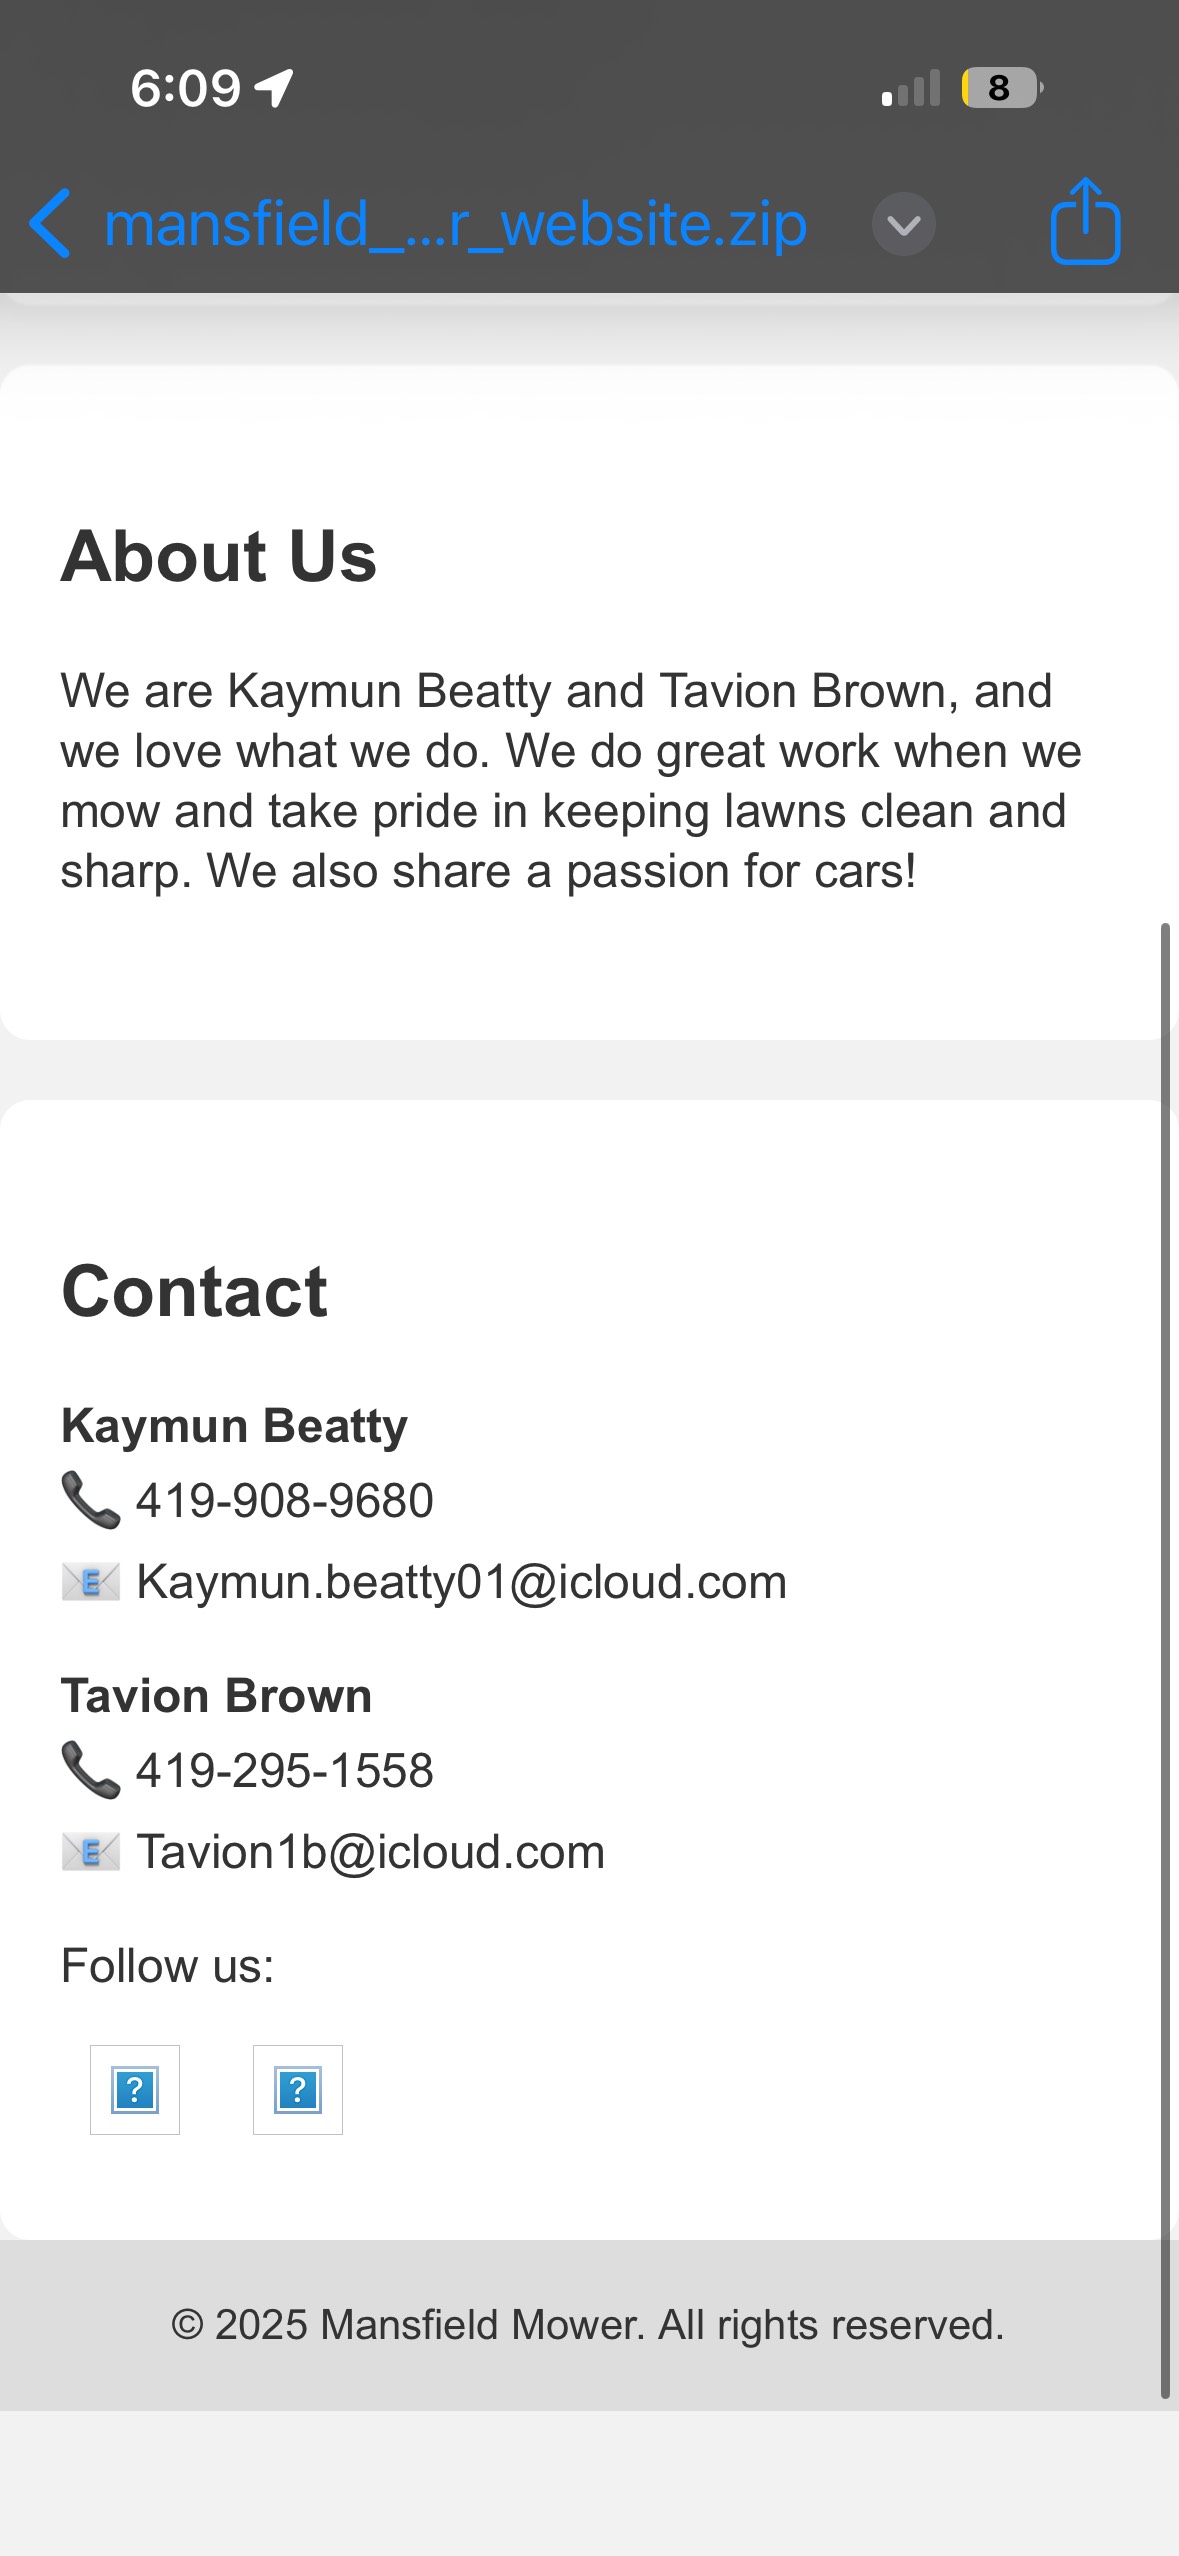 6:09
8
mansfield_...r_website.zip
About Us
We are Kaymun Beatty and Tavion Brown, and
we love what we do. We do great work when we
mow and take pride in keeping lawns clean and
sharp. We also share a passion for cars!
Contact
Kaymun Beatty
📞 419-908-9680
📧 Kaymun.beatty01@icloud.com
Tavion Brown
📞 419-295-1558
📧 Tavion1b@icloud.com
Follow us:
? ?
© 2025 Mansfield Mower. All rights reserved.